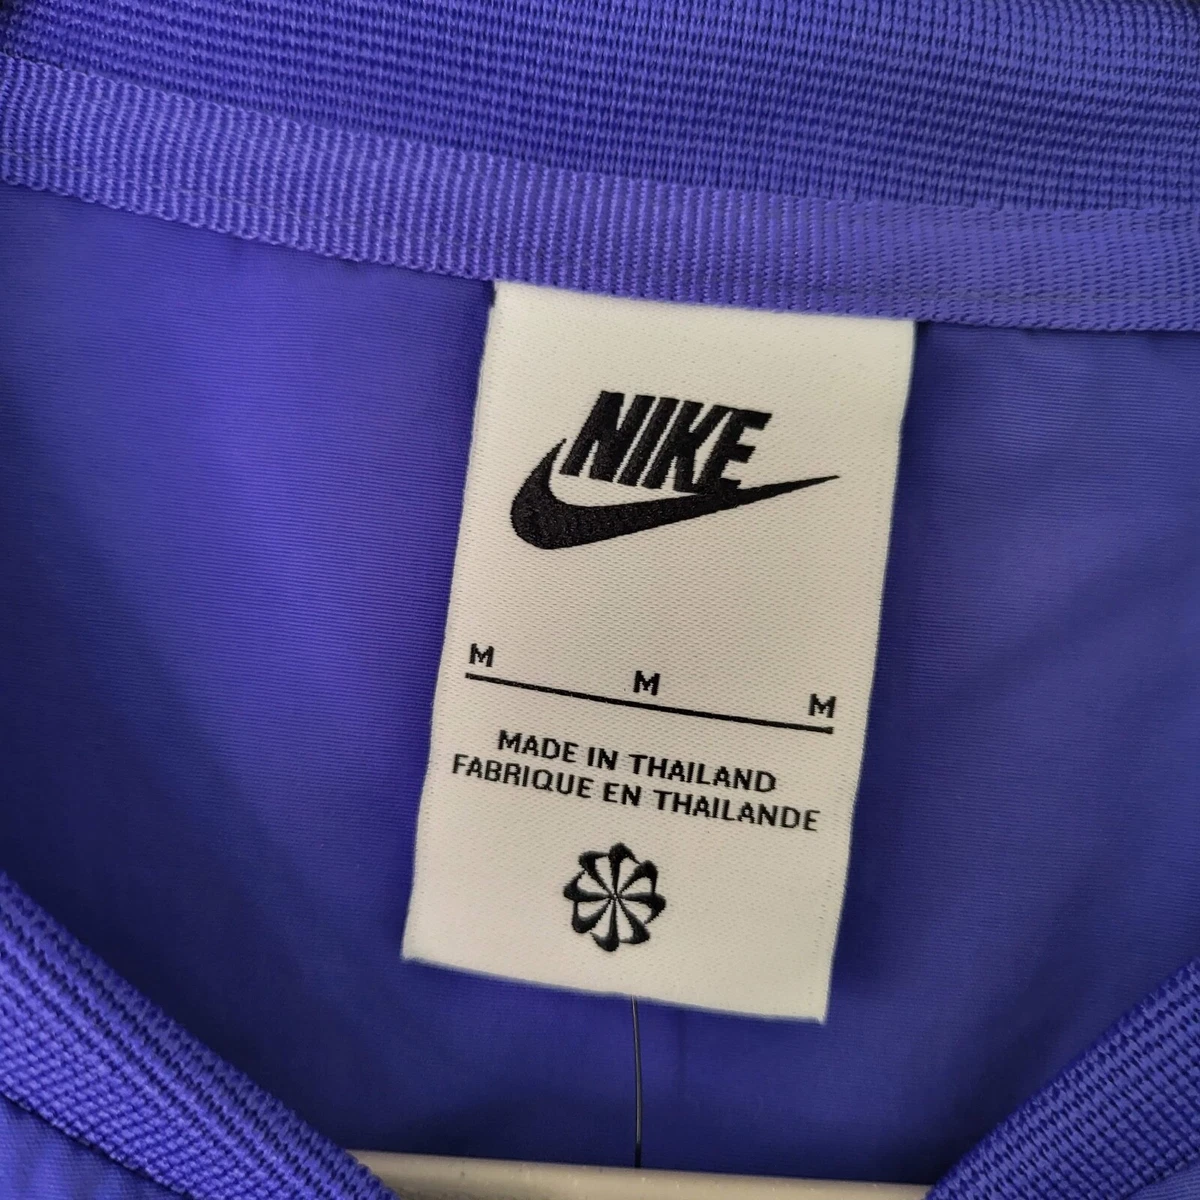 NIKE
M M M
MADE IN THAILAND
FABRIQUE EN THAILANDE